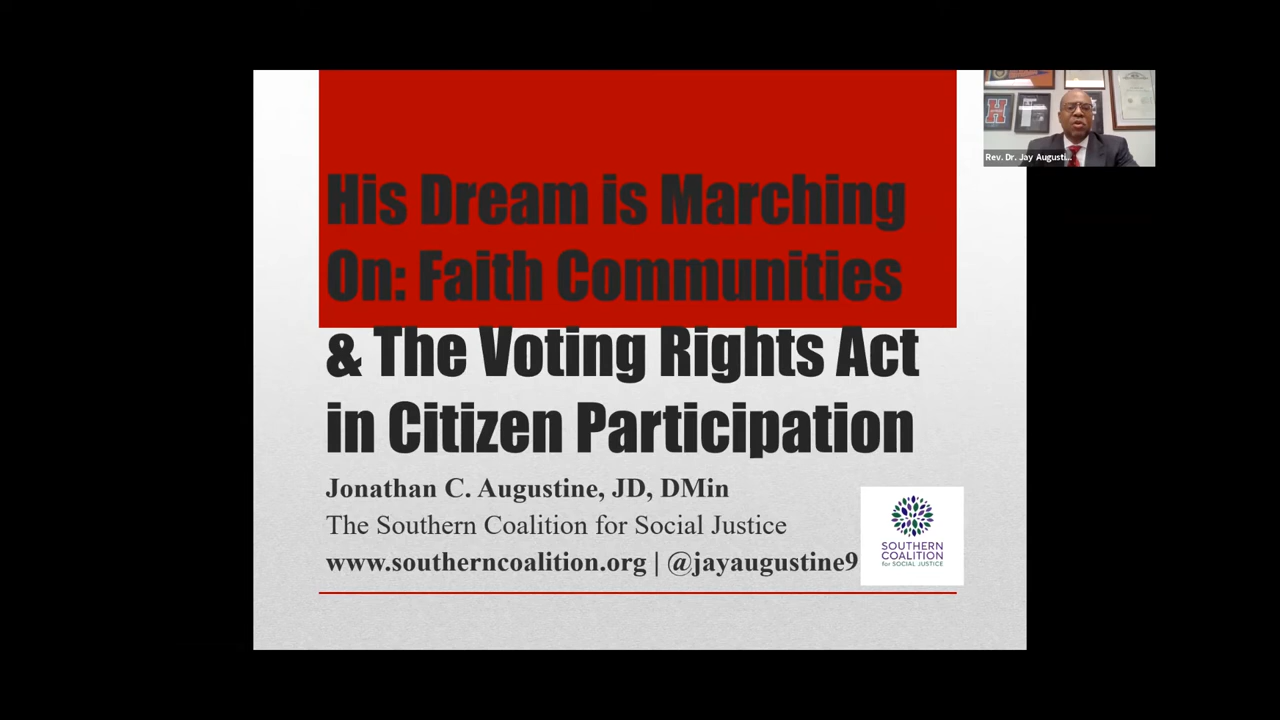 His Dream is Marching
On: Faith Communities
& The Voting Rights Act
in Citizen Participation
Jonathan C. Augustine, JD, DMin
The Southern Coalition for Social Justice
www.southerncoalition.org | @jayaugustine9
SOUTHERN
COALITION
for SOCIAL JUSTICE
H
Rev. Dr. Jay Augusti...